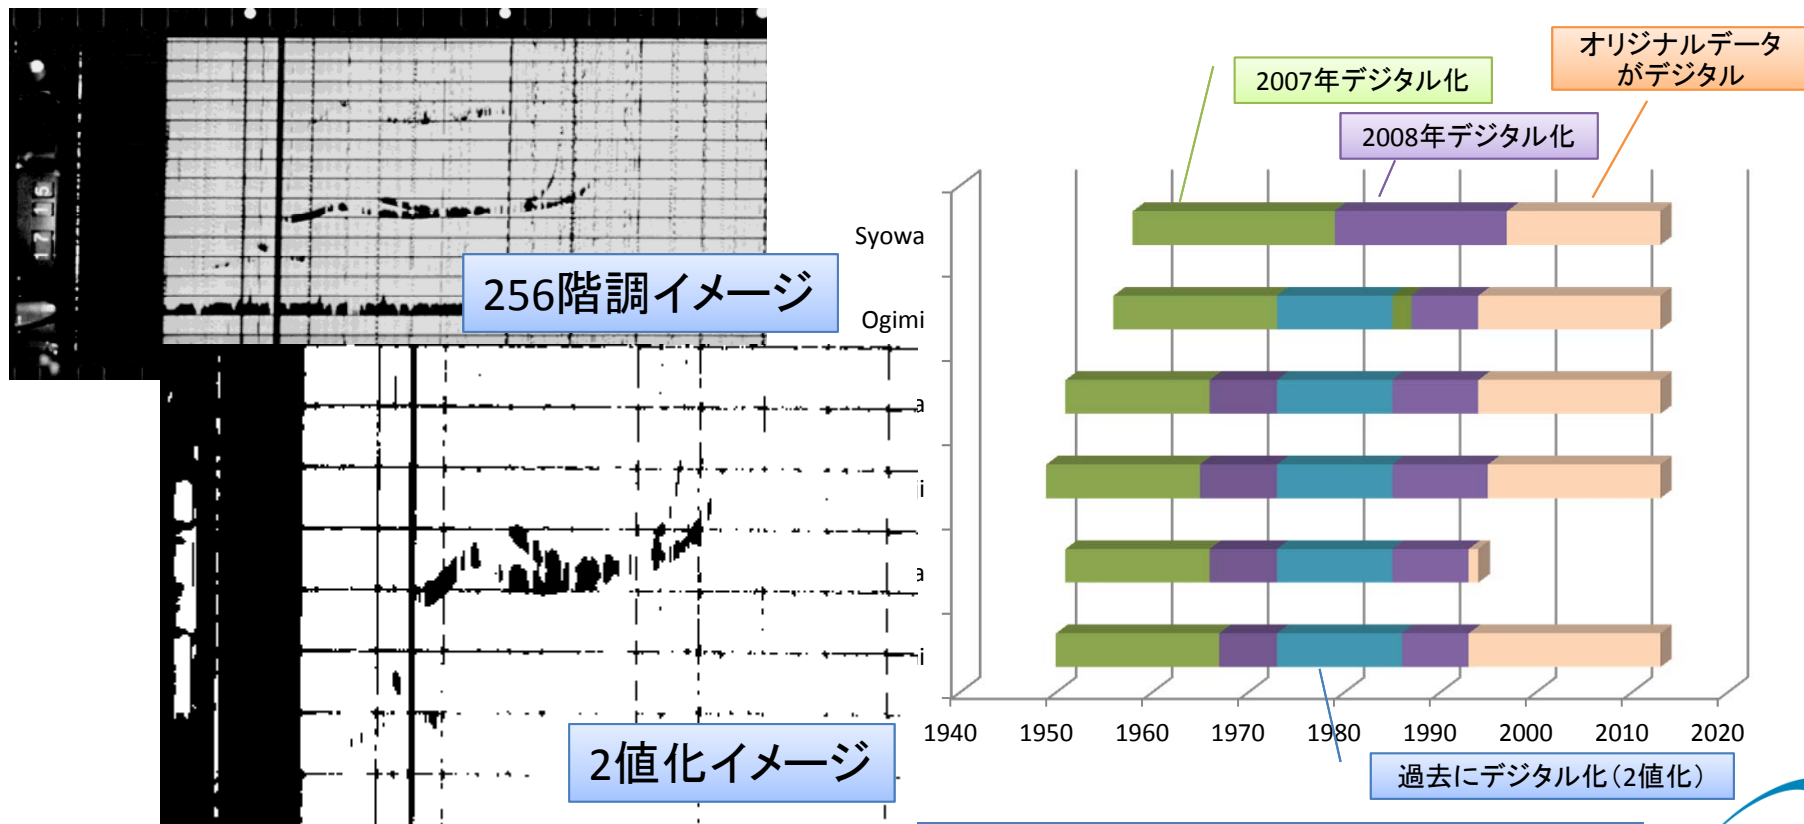 17 15
256階調イメージ
2値化イメージ
2007年デジタル化
オリジナルデータ
がデジタル
2008年デジタル化
Syowa
Ogimi
a
i
a
i
1940 1950 1960 1970 1980 1990 2000 2010 2020
過去にデジタル化(2値化)